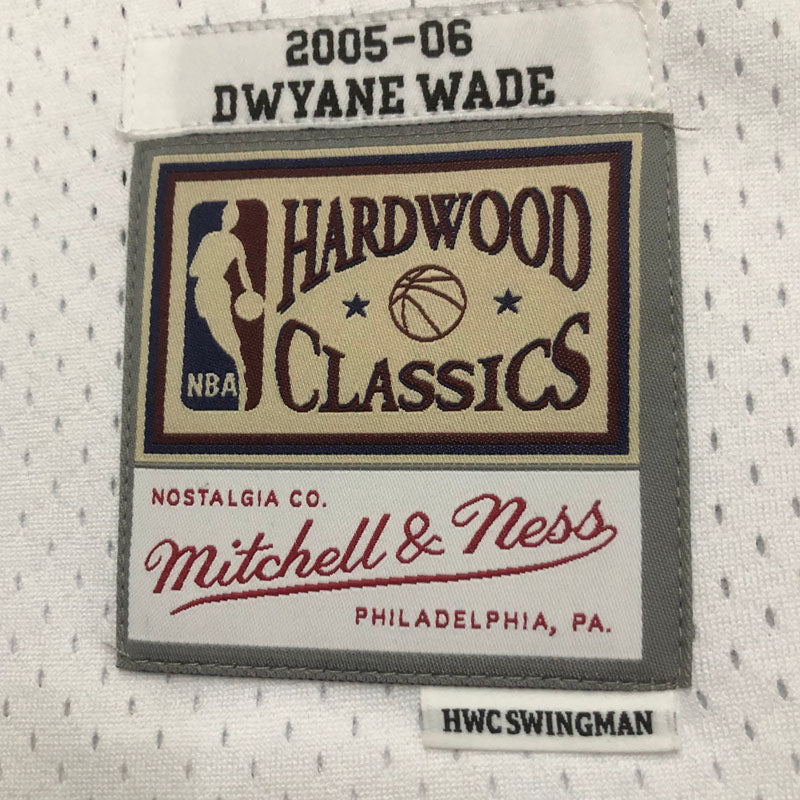 2005-06
DWYANE WADE
HARDWOOD
CLASSICS
NBA
NOSTALGIA CO.
Mitchell & Ness
PHILADELPHIA, PA.
HWC SWINGMAN